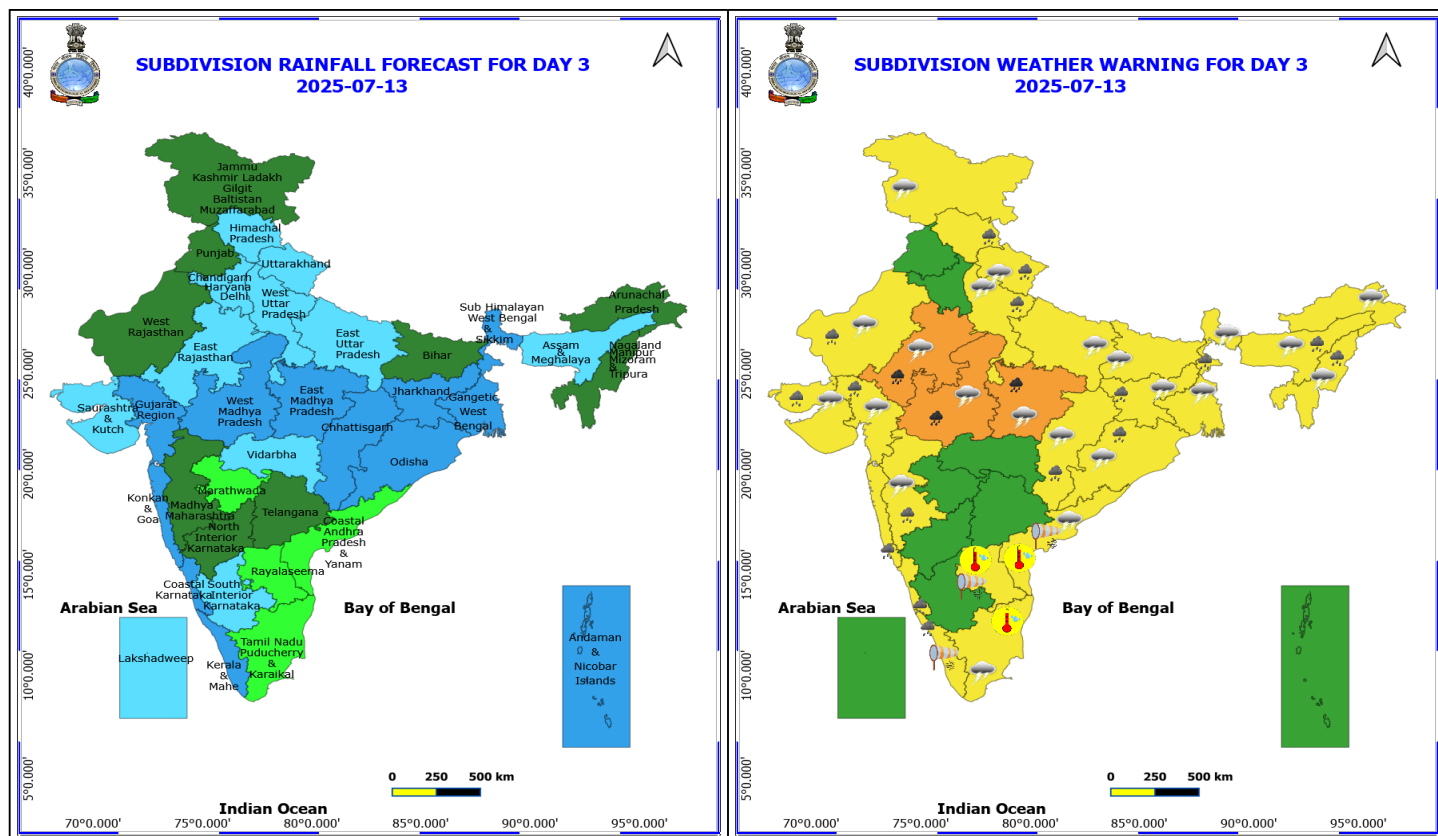 SUBDIVISION RAINFALL FORECAST FOR DAY 3
2025-07-13
40°0.000'
35°0.000'
30°0.000'
25°0.000'
20°0.000'
15°0.000'
10°0.000'
5°0.000'
Jammu
Kashmir Ladakh
Gilgit
Baltistan
Muzaffarabad
Himachal
Pradesh
Punjab
Uttarakhand
Chandigarh
Haryana
Delhi
West
Uttar
Pradesh
West
Rajasthan
East
Rajasthan
East
Uttar
Pradesh
Bihar
Sub Himalayan
West Bengal
&
Sikkim
Arunachal
Pradesh
Assam
&
Meghalaya
Nagaland
Manipur
Mizoram
&
Tripura
Saurashtra
&
Kutch
Gujarat
Region
West
Madhya
Pradesh
East
Madhya
Pradesh
Jharkhand
Gangetic
West
Bengal
Chhattisgarh
Odisha
Vidarbha
Konkan
&
Goa
Madhya
Maharashtra
Marathwada
Telangana
North
Interior
Karnataka
Coastal
Andhra
Pradesh
&
Yanam
Rayalaseema
Coastal
Karnataka
South
Interior
Karnataka
Tamil Nadu
Puducherry
&
Karaikal
Kerala
&
Mahe
Arabian Sea
Bay of Bengal
Lakshadweep
Andaman
&
Nicobar
Islands
0 250 500 km
Indian Ocean
70°0.000' 75°0.000' 80°0.000' 85°0.000' 90°0.000' 95°0.000'
SUBDIVISION WEATHER WARNING FOR DAY 3
2025-07-13
40°0.000'
35°0.000'
30°0.000'
25°0.000'
20°0.000'
15°0.000'
10°0.000'
5°0.000'
Arabian Sea
Bay of Bengal
0 250 500 km
Indian Ocean
70°0.000' 75°0.000' 80°0.000' 85°0.000' 90°0.000' 95°0.000'